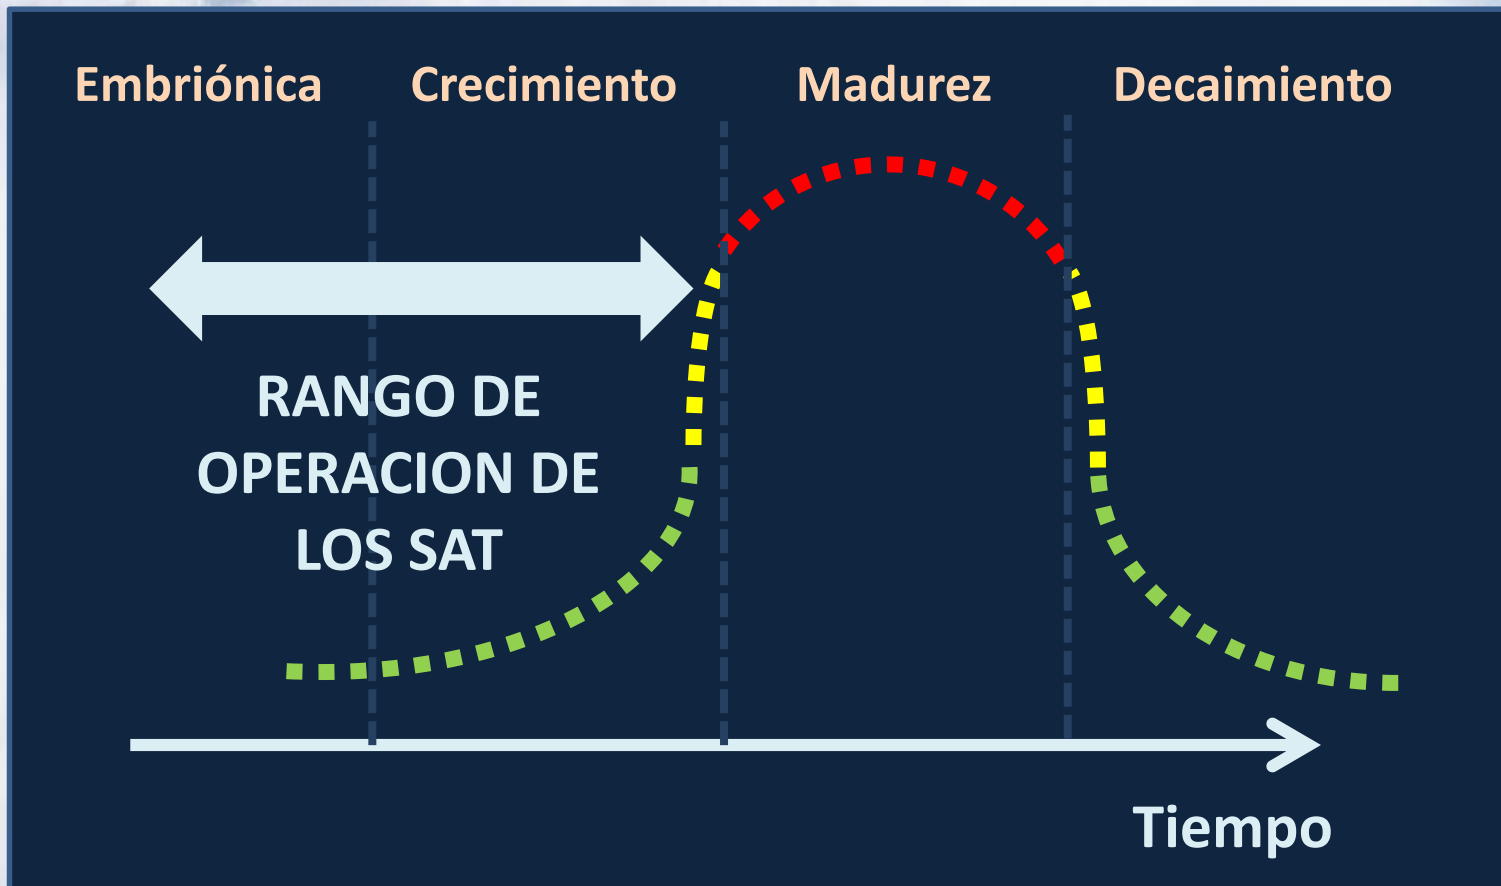 Embriónica Crecimiento Madurez Decaimiento
RANGO DE
OPERACION DE
LOS SAT
Tiempo